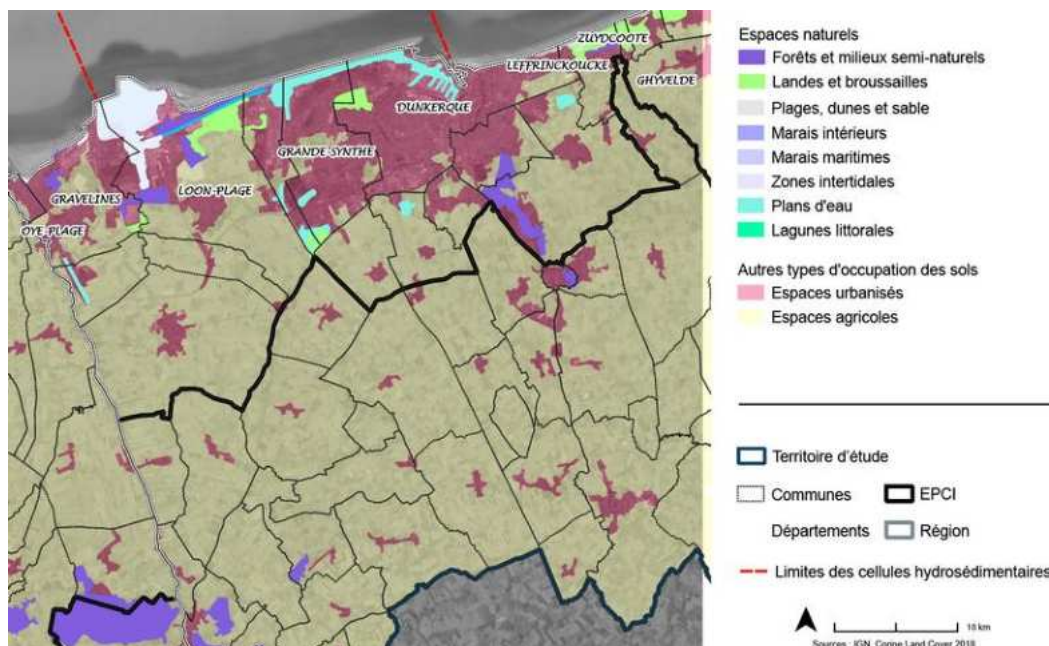 ZUYDCOOTE
LEFFRINCKOUCKE
GHYVELDE
DUNKERQUE
GRANDE-SYNTHE
GRAVELINES
LOON-PLAGE
OYE-PLAGE
Espaces naturels
Forêts et milieux semi-naturels
Landes et broussailles
Plages, dunes et sable
Marais intérieurs
Marais maritimes
Zones intertidales
Plans d'eau
Lagunes littorales
Autres types d'occupation des sols
Espaces urbanisés
Espaces agricoles
Territoire d'étude
Communes
EPCI
Départements
Région
Limites des cellules hydrosédimentaires
10 km
Sources : IGN, Corine Land Cover 2018